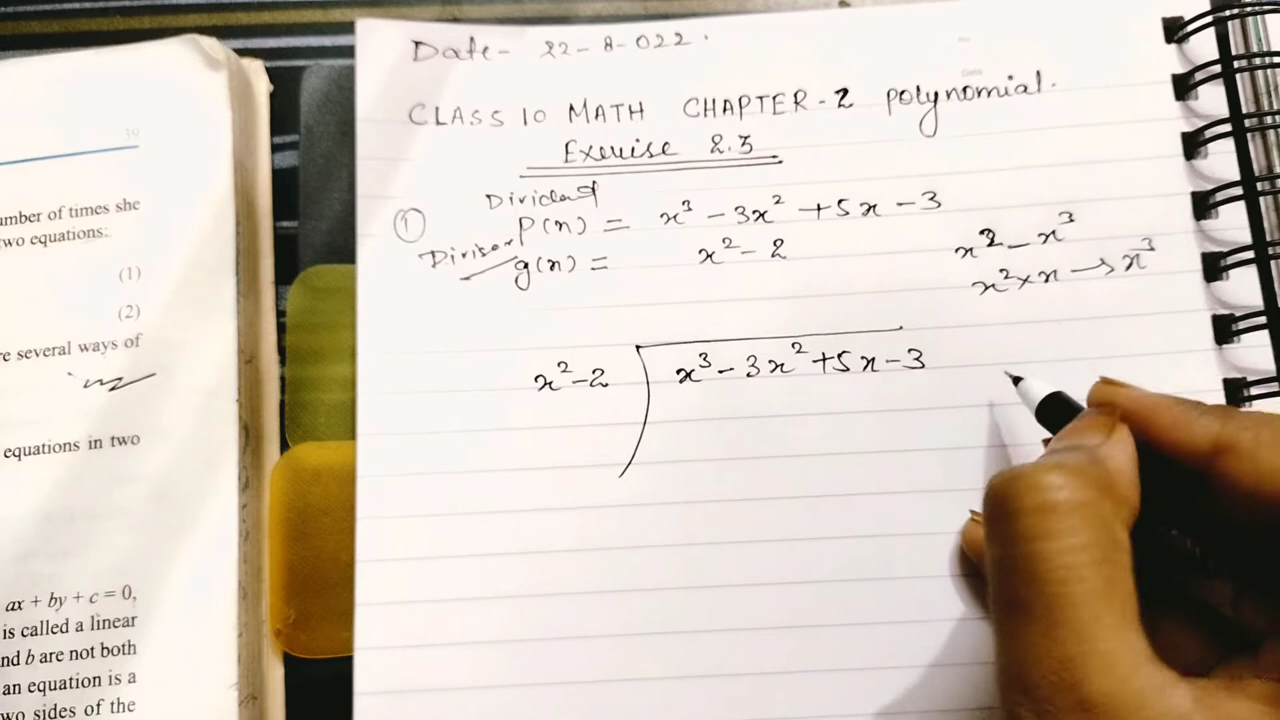 39
umber of times she
two equations:
(1)
(2)
re several ways of
equations in two
ax + by + c = 0,
is called a linear
nd b are not both
an equation is a
wo sides of the
Date- 22-8-022.
CLASS 10 MATH CHAPTER-2 polynomial.
Exercise 2.3
Dividend
① P(x) = x³ - 3x² + 5x - 3
Divisor g(x) = x² - 2
x² - x³
x² × x → x³
x² - 2 ) x³ - 3x² + 5x - 3